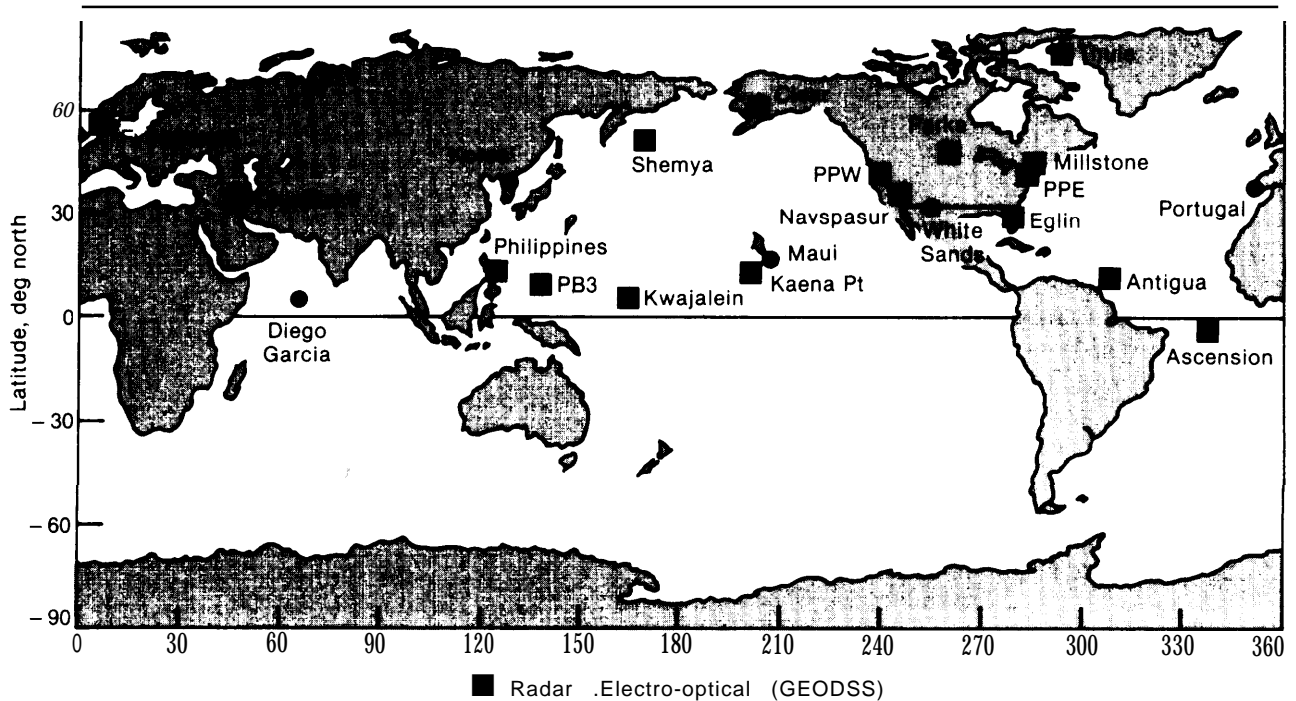 60
30
0
– 30
– 60
– 90
Latitude, deg north
Shemya
Millstone
PPW
PPE
Navspasur
Eglin
White
Sands
Portugal
Philippines
PB3
Kwajalein
Maui
Kaena Pt
Antigua
Ascension
Diego
Garcia
0 30 60 90 120 150 180 210 240 270 300 330 360
Radar .Electro-optical (GEODSS)